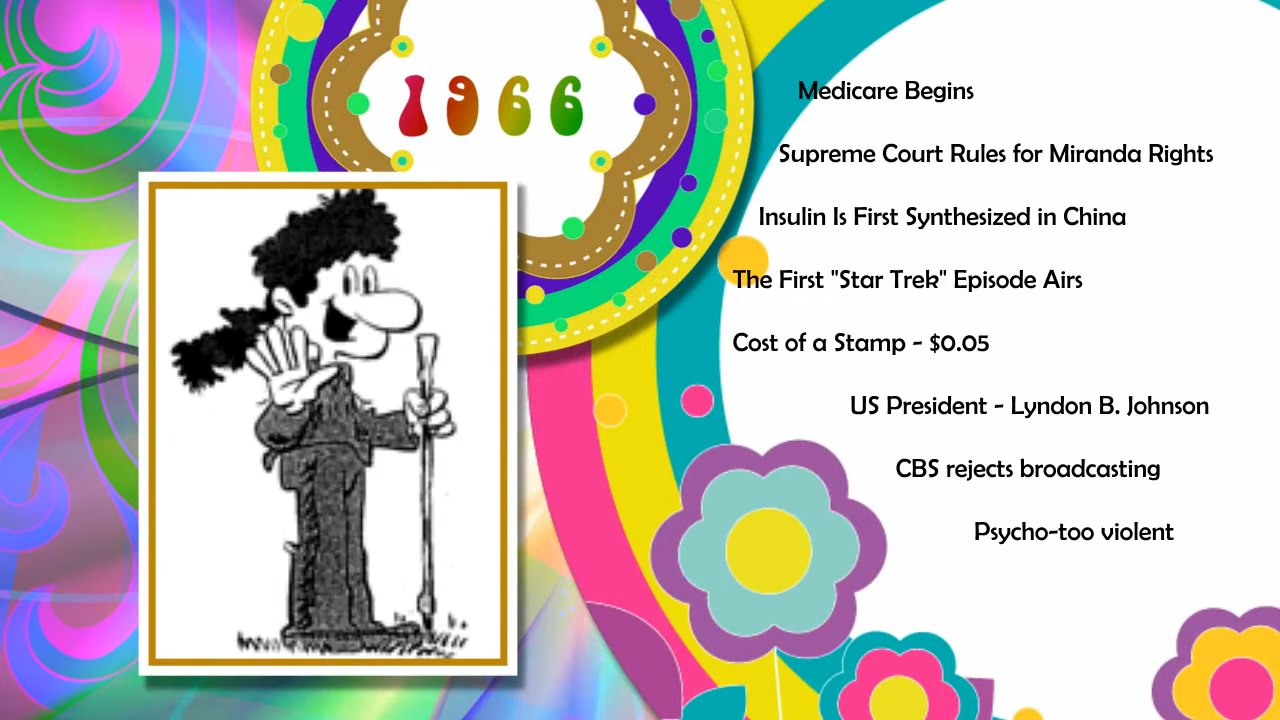 1966
Medicare Begins
Supreme Court Rules for Miranda Rights
Insulin Is First Synthesized in China
The First "Star Trek" Episode Airs
Cost of a Stamp - $0.05
US President - Lyndon B. Johnson
CBS rejects broadcasting
Psycho-too violent